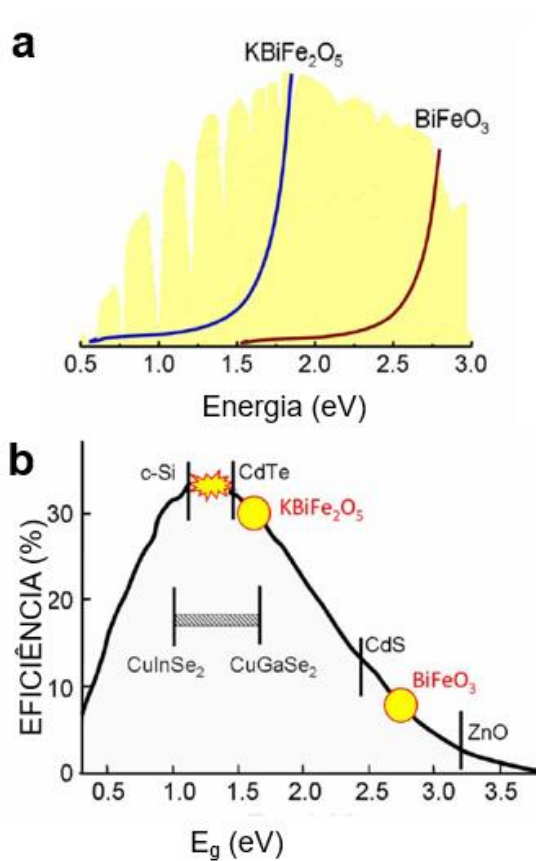 a
KBiFe₂O₅
BiFeO₃
0.5 1.0 1.5 2.0 2.5 3.0
Energia (eV)
b
c-Si CdTe
KBiFe₂O₅
30
20
CuInSe₂ CuGaSe₂
CdS
10
BiFeO₃
ZnO
0
0.5 1.0 1.5 2.0 2.5 3.0 3.5
EFICIÊNCIA (%)
E_g (eV)